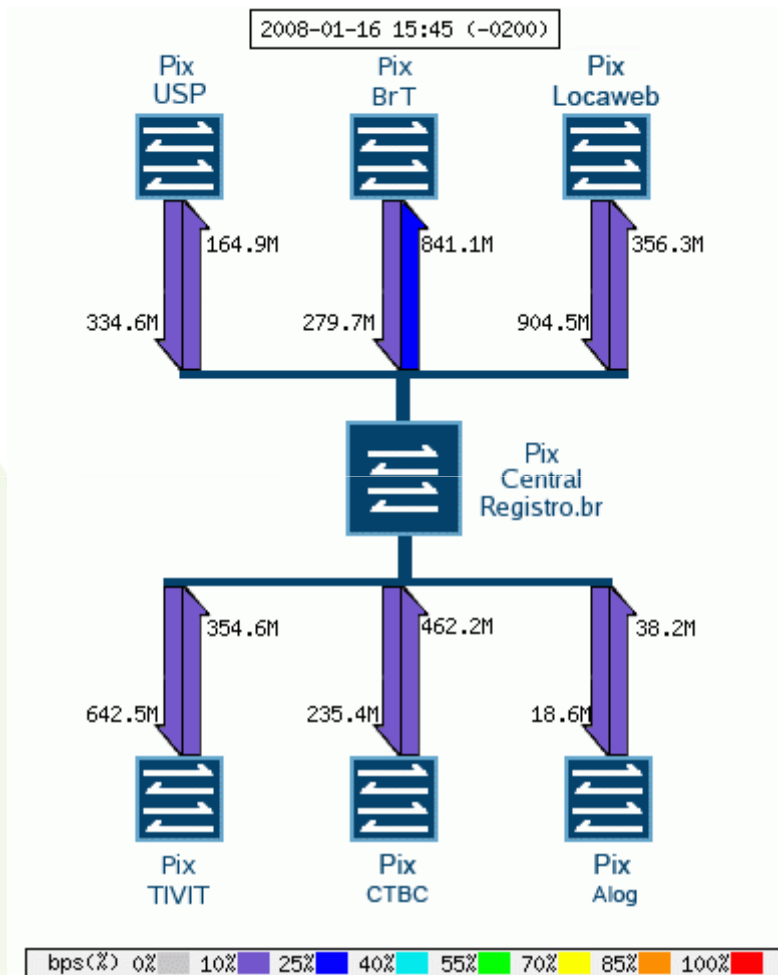 2008-01-16 15:45 (-0200)
Pix
USP
Pix
BrT
Pix
Locaweb
164.9M
841.1M
356.3M
334.6M
279.7M
904.5M
Pix
Central
Registro.br
354.6M
462.2M
38.2M
642.5M
235.4M
18.6M
Pix
TIVIT
Pix
CTBC
Pix
Alog
bps(%) 0% 10% 25% 40% 55% 70% 85% 100%